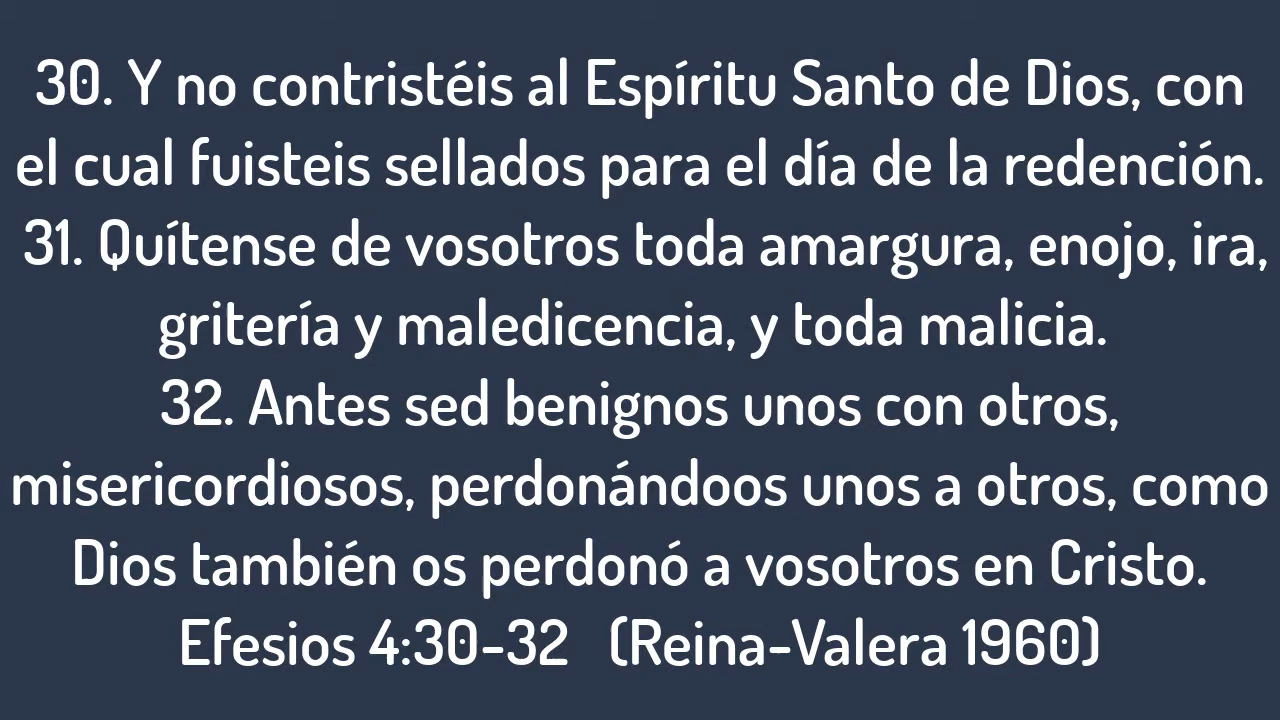 30. Y no contristéis al Espíritu Santo de Dios, con
el cual fuisteis sellados para el día de la redención.
31. Quítense de vosotros toda amargura, enojo, ira,
gritería y maledicencia, y toda malicia.
32. Antes sed benignos unos con otros,
misericordiosos, perdonándoos unos a otros, como
Dios también os perdonó a vosotros en Cristo.
Efesios 4:30-32 (Reina-Valera 1960)